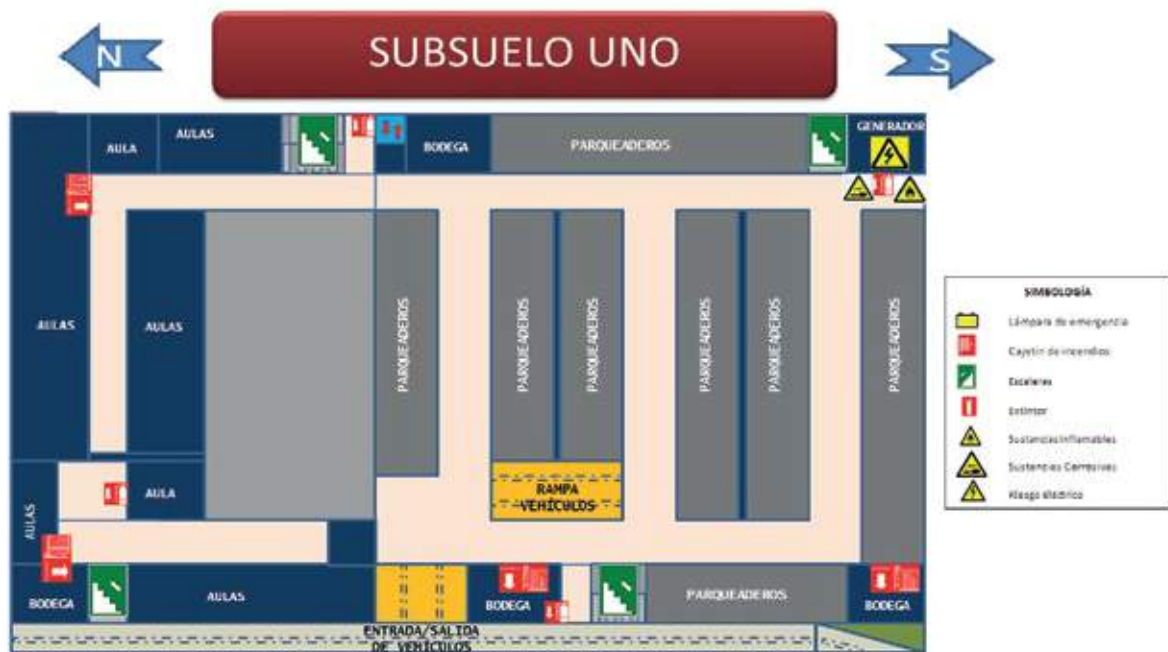 N
SUBSUELO UNO
S
AULA
AULAS
BODEGA
PARQUEADEROS
GENERADOR
AULAS
AULAS
PARQUEADEROS
PARQUEADEROS
PARQUEADEROS
PARQUEADEROS
PARQUEADEROS
PARQUEADEROS
SIMBOLOGÍA
Lámpara de emergencia
Cajetín de incendios
Escaleras
Extintor
Sustancias Inflamables
Sustancias Corrosivas
Riesgo eléctrico
AULAS
AULA
RAMPA
VEHÍCULOS
BODEGA
AULAS
BODEGA
PARQUEADEROS
BODEGA
ENTRADA/SALIDA
DE VEHÍCULOS